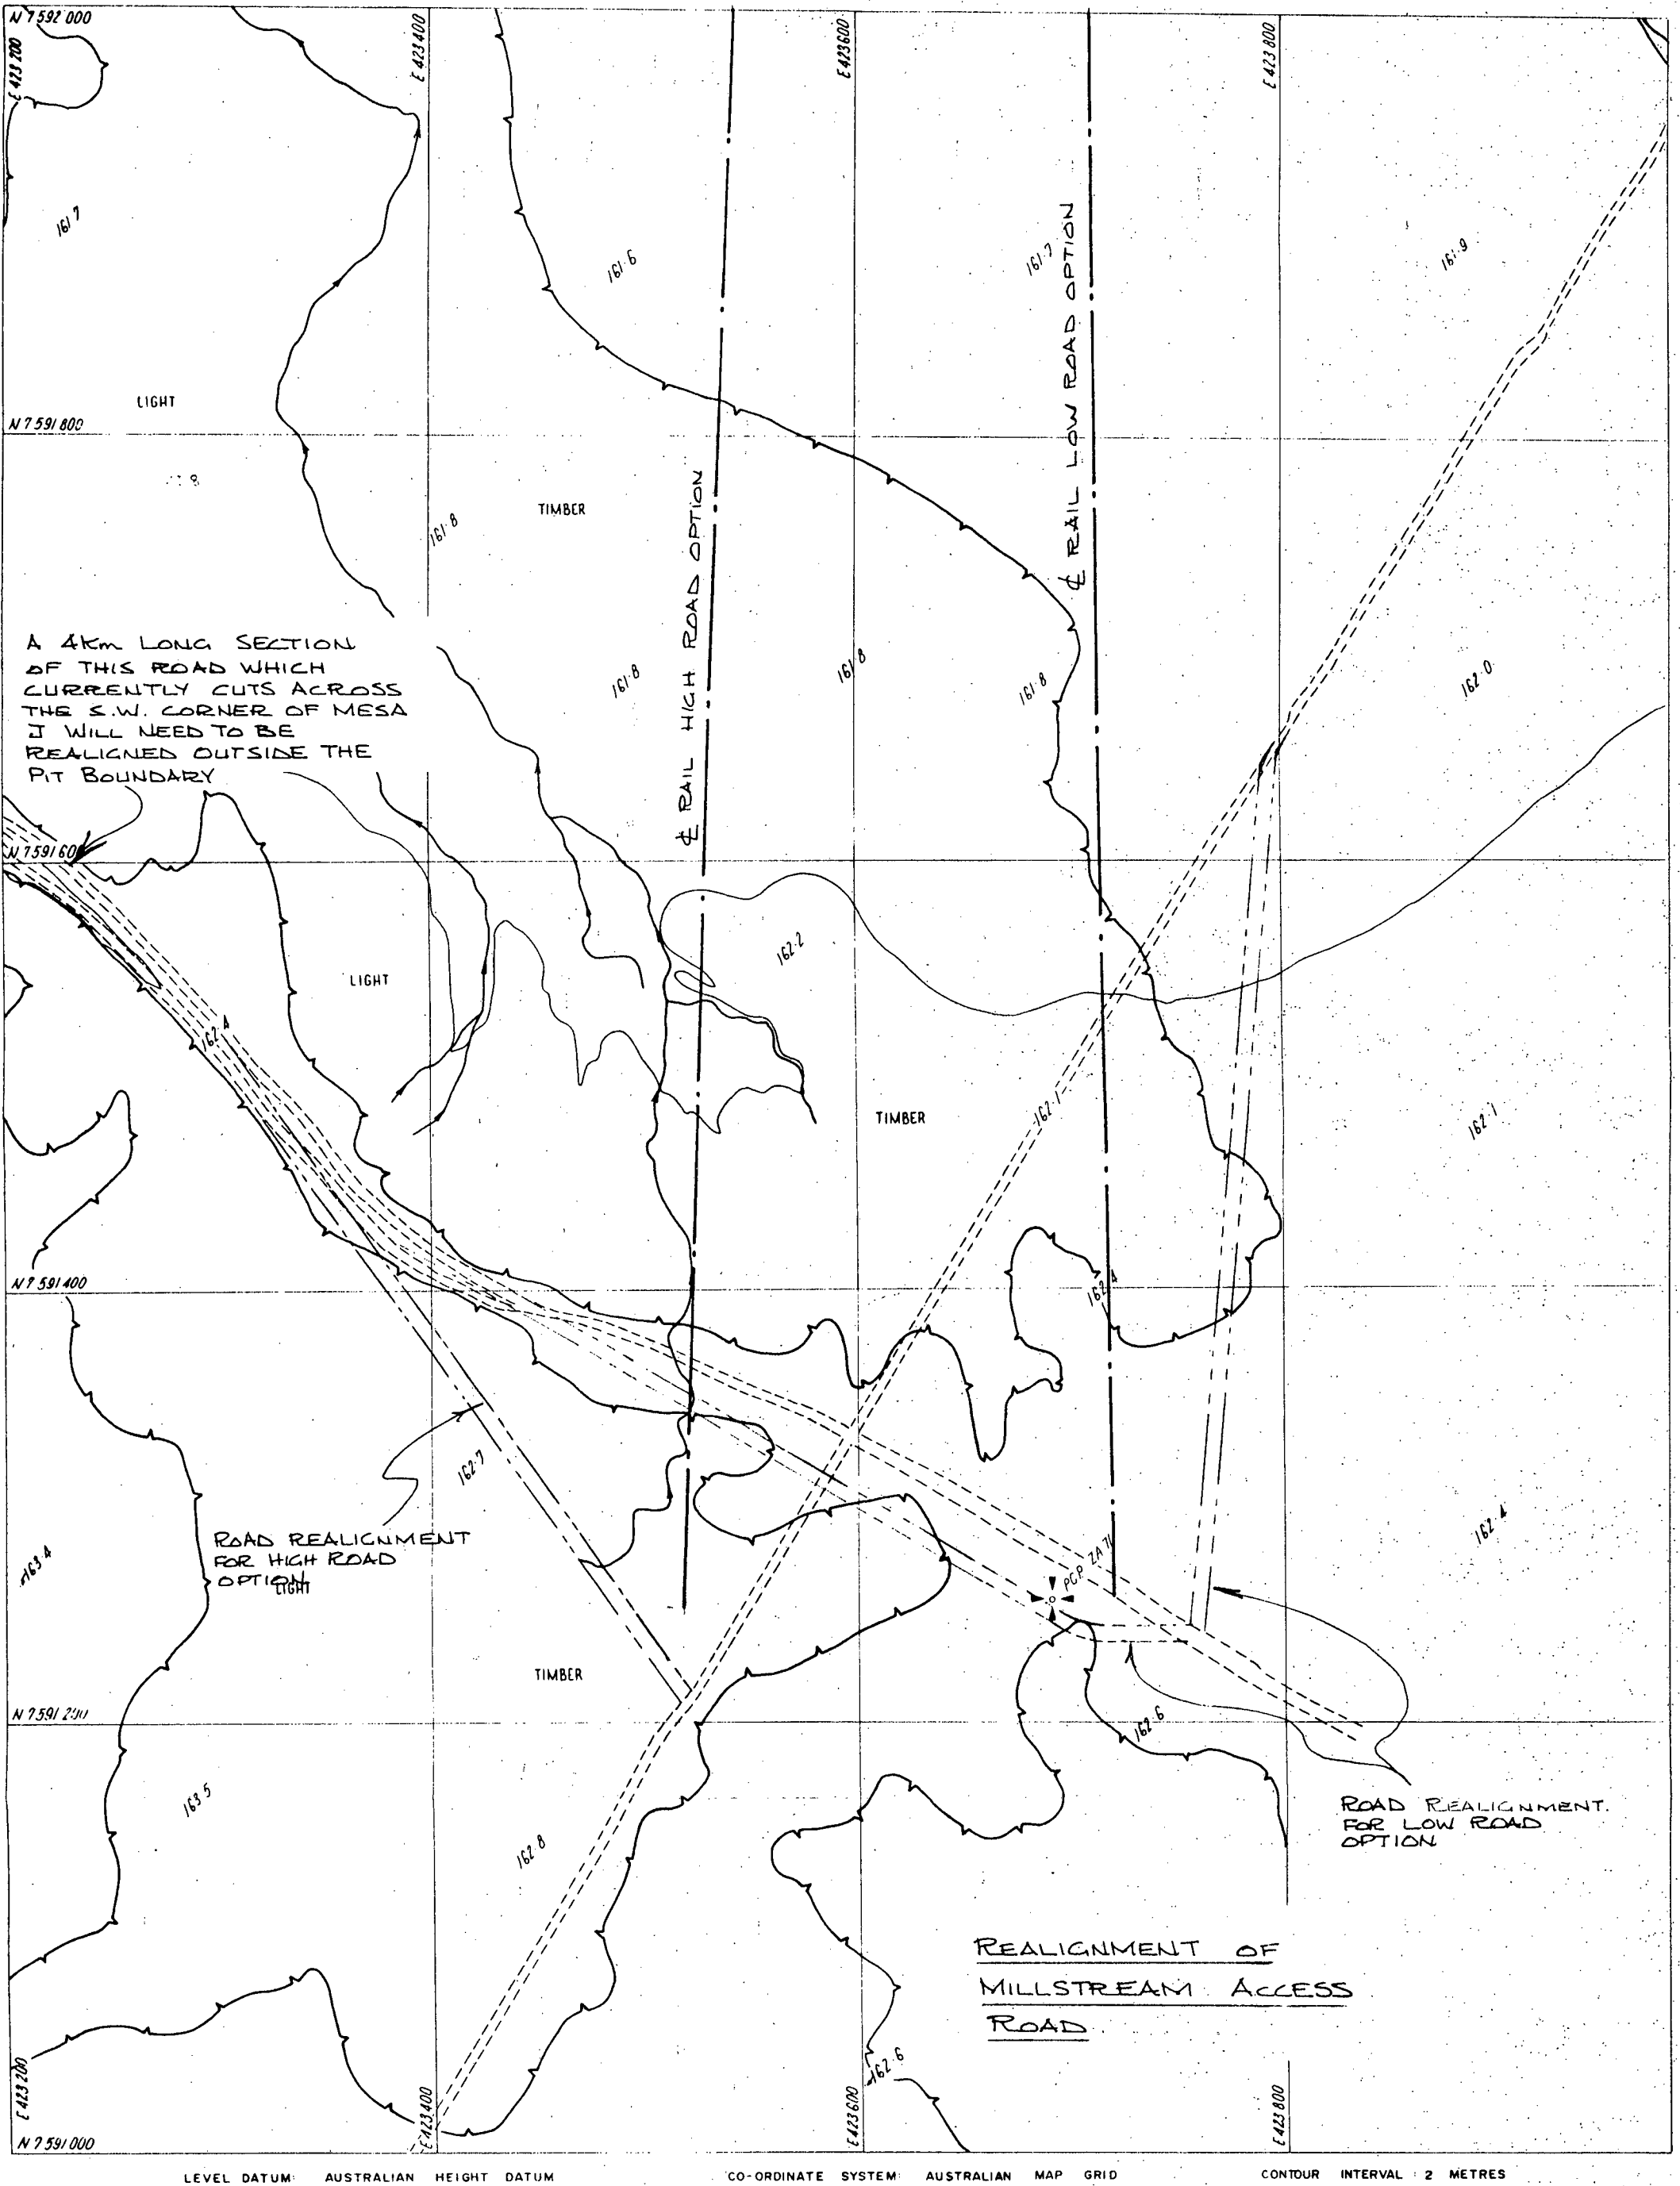 N 7 592 000
E 423 200
E 423 400
E 423 600
E 423 800
161.7
161.6
161.7
161.9
℄ RAIL LOW ROAD OPTION
LIGHT
N 7 591 800
161.8
TIMBER
℄ RAIL HIGH ROAD OPTION
A 4Km LONG SECTION
OF THIS ROAD WHICH
CURRENTLY CUTS ACROSS
THE S.W. CORNER OF MESA
J WILL NEED TO BE
REALIGNED OUTSIDE THE
PIT BOUNDARY
161.8
161.8
161.8
162.0
N 7 591 600
162.2
LIGHT
162.4
162.1
TIMBER
162.1
N 7 591 400
162.4
162.7
ROAD REALIGNMENT
FOR HIGH ROAD
OPTION
LIGHT
163.4
162.4
PCP ZA 71
TIMBER
N 7 591 200
162.6
163.5
ROAD REALIGNMENT.
FOR LOW ROAD
OPTION
162.8
REALIGNMENT OF
MILLSTREAM ACCESS
ROAD
162.6
E 423 200
E 423 400
E 423 600
E 423 800
N 7 591 000
LEVEL DATUM: AUSTRALIAN HEIGHT DATUM
CO-ORDINATE SYSTEM: AUSTRALIAN MAP GRID
CONTOUR INTERVAL : 2 METRES